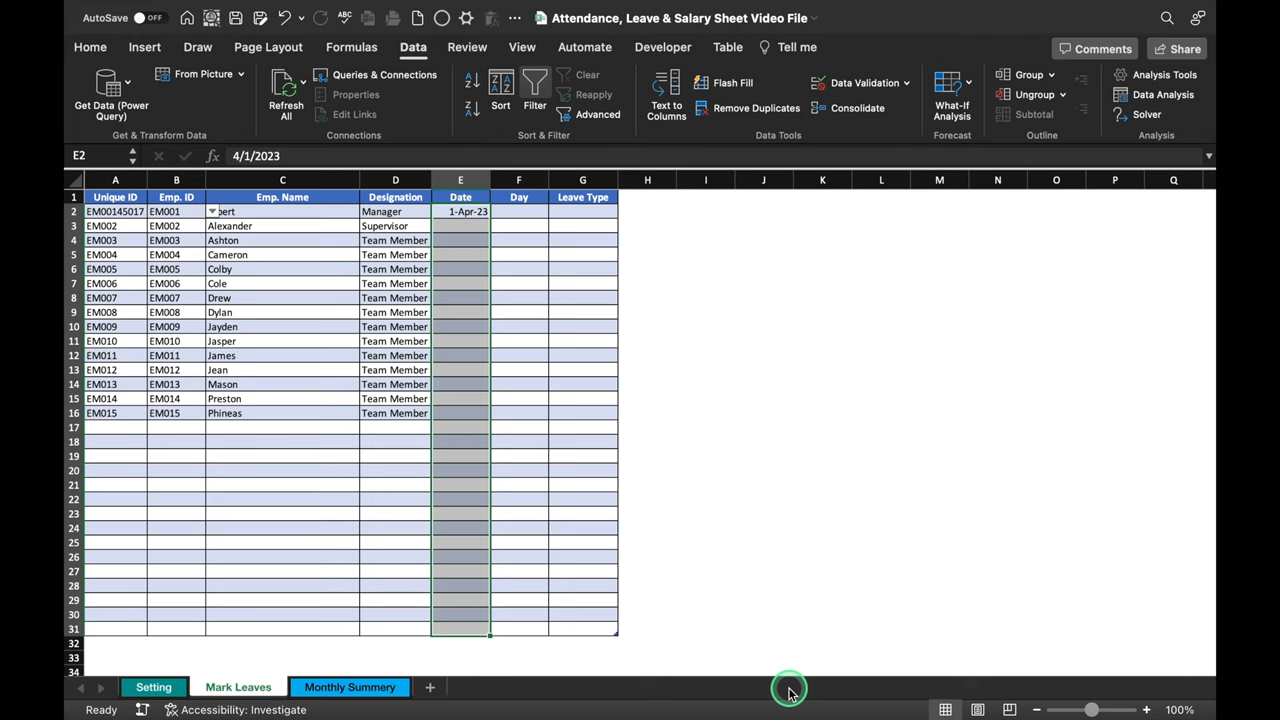 AutoSave OFF ABC ... Attendance, Leave & Salary Sheet Video File
Home Insert Draw Page Layout Formulas Data Review View Automate Developer Table Tell me Comments Share
Get Data (Power Query) From Picture Refresh All Queries & Connections Properties Edit Links Sort Filter Clear Reapply Advanced Text to Columns Flash Fill Remove Duplicates Data Validation Consolidate What-If Analysis Group Ungroup Subtotal Analysis Tools Data Analysis Solver
Get & Transform Data Connections Sort & Filter Data Tools Forecast Outline Analysis
E2 fx 4/1/2023
A B C D E F G H I J K L M N O P Q
1 Unique ID Emp. ID Emp. Name Designation Date Day Leave Type
2 EM00145017 EM001 bert Manager 1-Apr-23
3 EM002 EM002 Alexander Supervisor
4 EM003 EM003 Ashton Team Member
5 EM004 EM004 Cameron Team Member
6 EM005 EM005 Colby Team Member
7 EM006 EM006 Cole Team Member
8 EM007 EM007 Drew Team Member
9 EM008 EM008 Dylan Team Member
10 EM009 EM009 Jayden Team Member
11 EM010 EM010 Jasper Team Member
12 EM011 EM011 James Team Member
13 EM012 EM012 Jean Team Member
14 EM013 EM013 Mason Team Member
15 EM014 EM014 Preston Team Member
16 EM015 EM015 Phineas Team Member
17
18
19
20
21
22
23
24
25
26
27
28
29
30
31
32
33
34
Setting Mark Leaves Monthly Summery +
Ready Accessibility: Investigate 100%